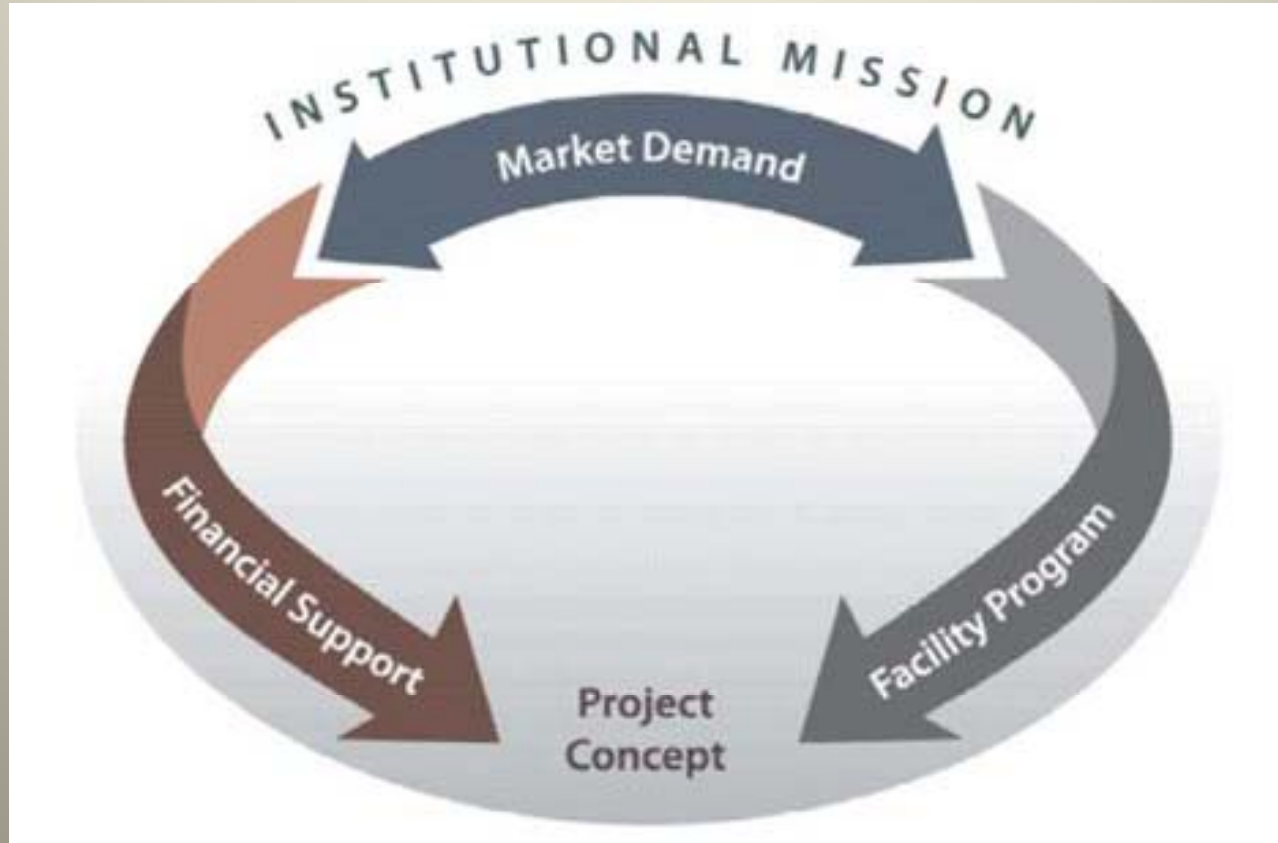 INSTITUTIONAL MISSION
Market Demand
Financial Support
Facility Program
Project
Concept